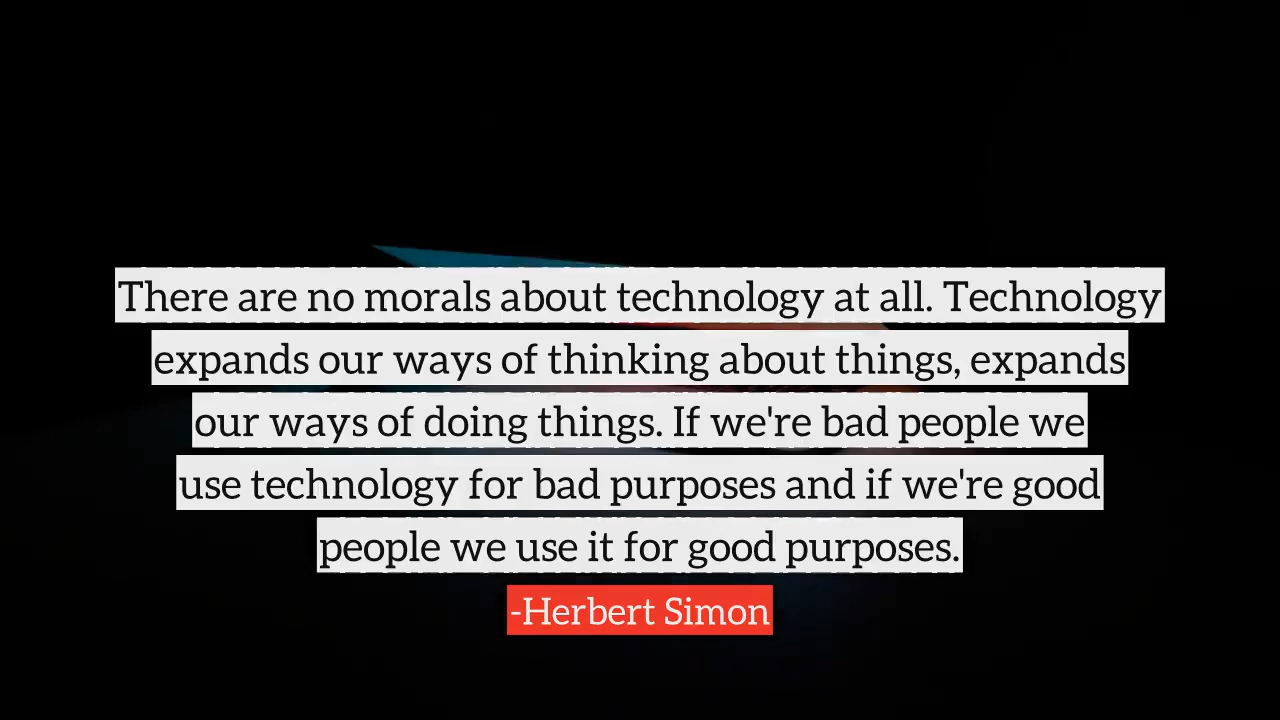 There are no morals about technology at all. Technology
expands our ways of thinking about things, expands
our ways of doing things. If we're bad people we
use technology for bad purposes and if we're good
people we use it for good purposes.
-Herbert Simon